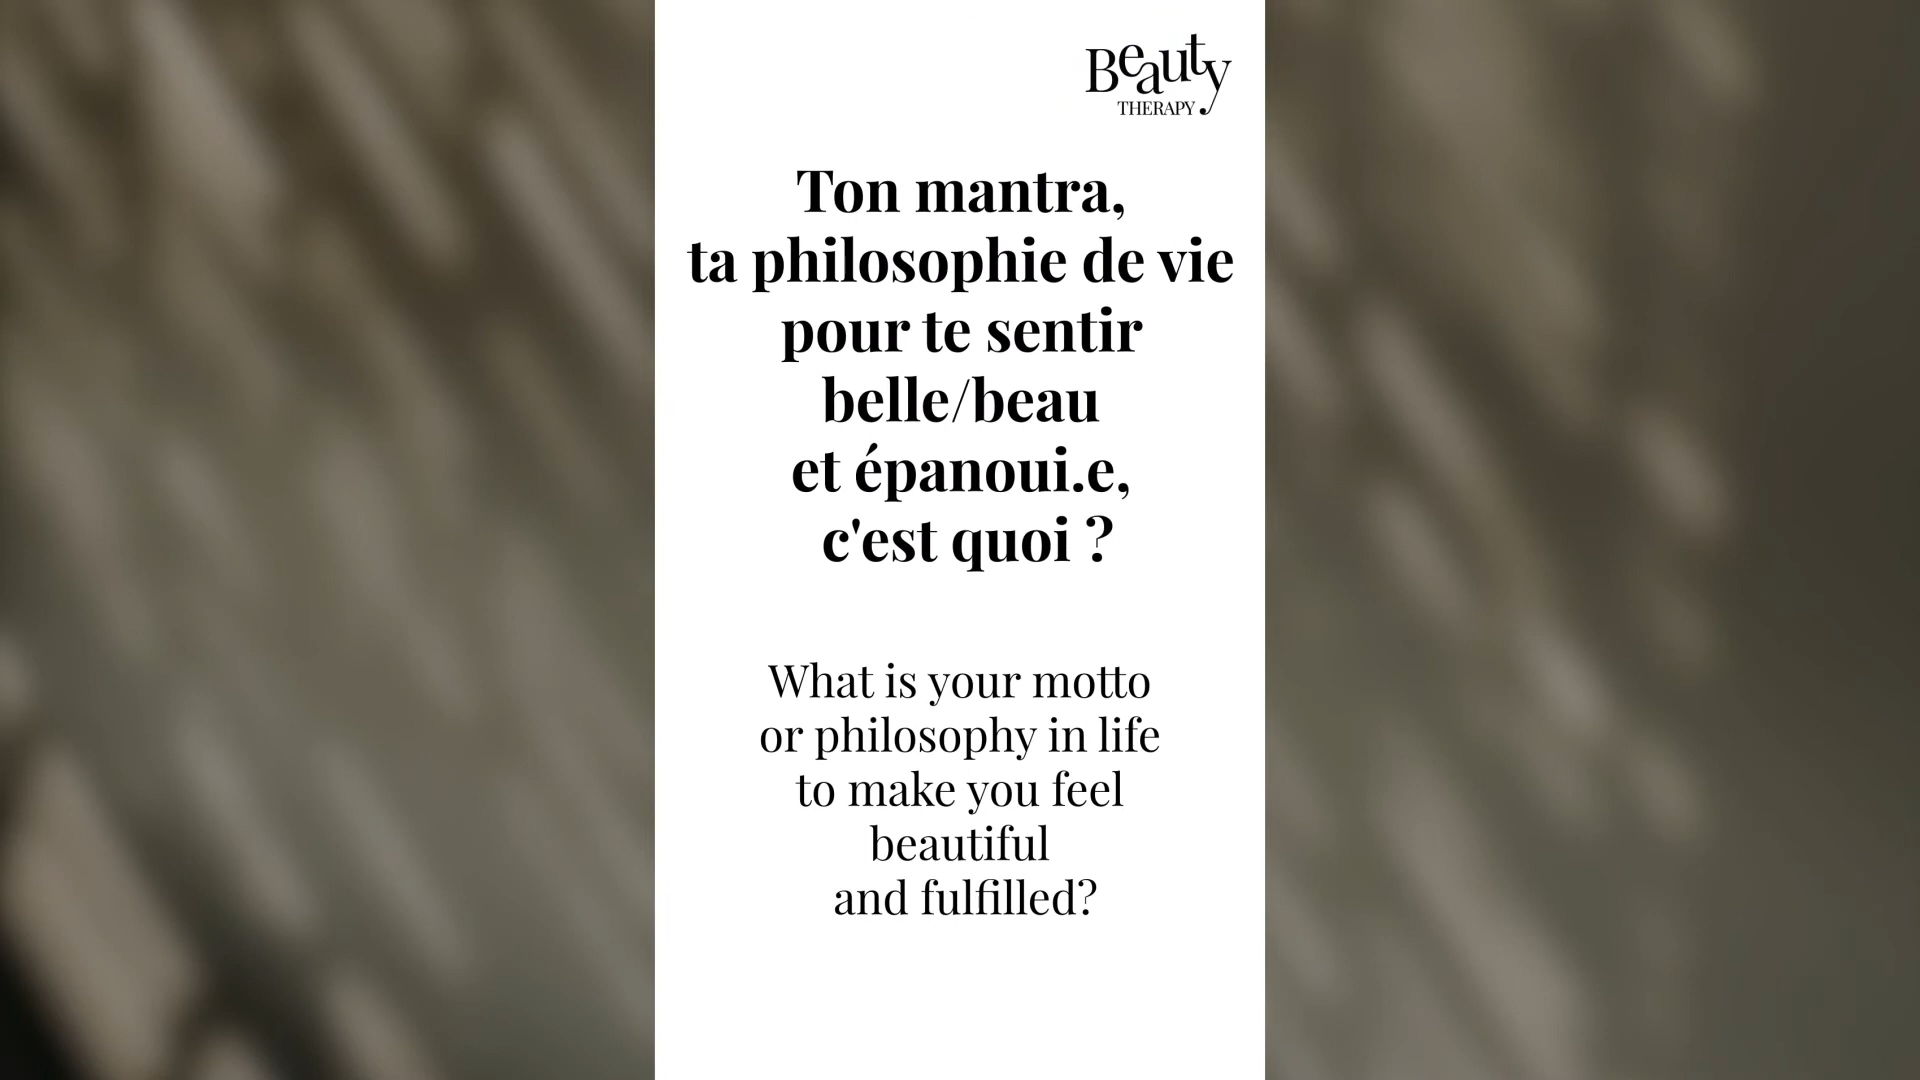 Beauty
THERAPY
Ton mantra,
ta philosophie de vie
pour te sentir
belle/beau
et épanoui.e,
c'est quoi ?
What is your motto
or philosophy in life
to make you feel
beautiful
and fulfilled?